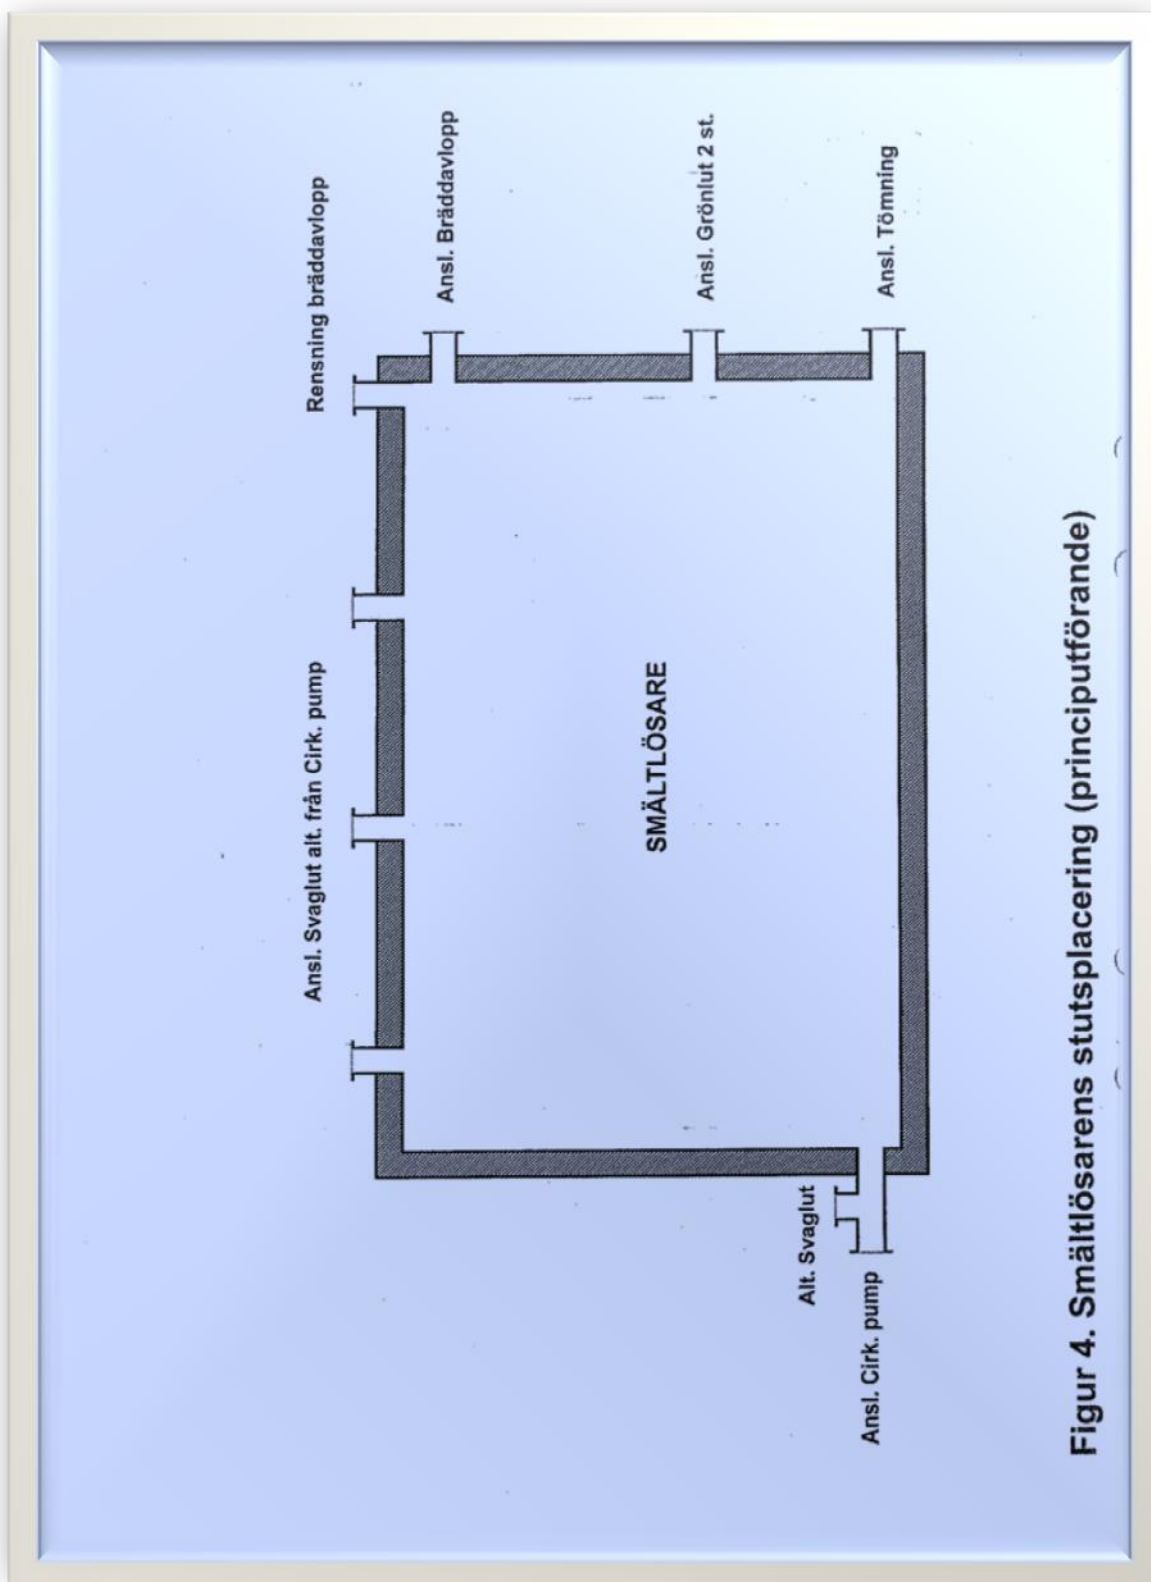 Rensning bräddavlopp
Ansl. Bräddavlopp
Ansl. Svaglut alt. från Cirk. pump
Ansl. Grönlut 2 st.
SMÄLTLÖSARE
Alt. Svaglut
Ansl. Tömning
Ansl. Cirk. pump
Figur 4. Smältlösarens stutsplacering (principutförande)